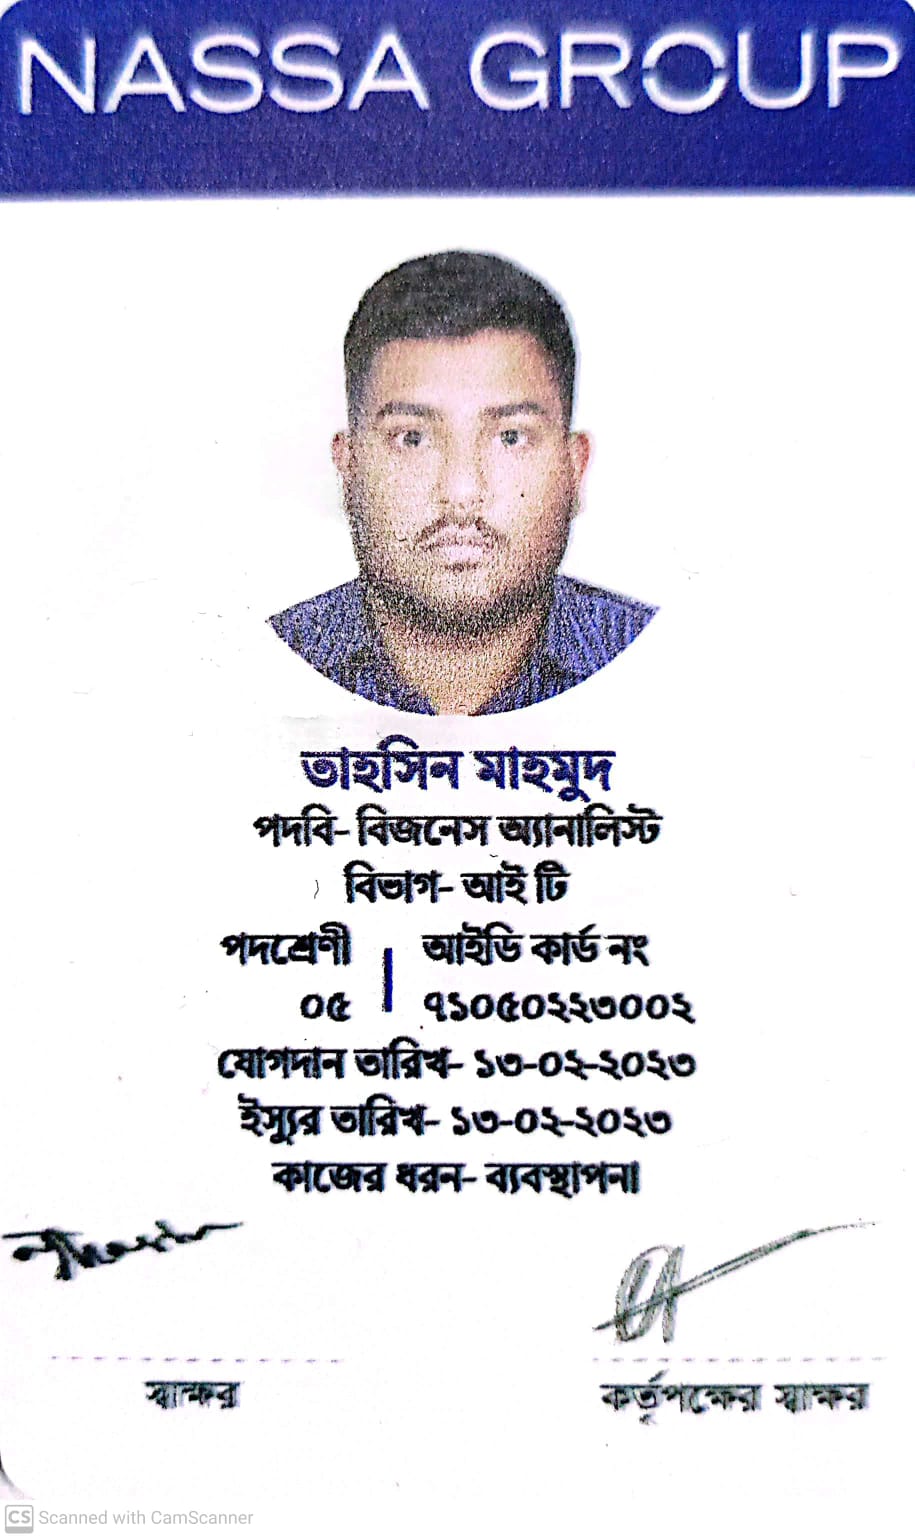 NASSA GROUP
তাহসিন মাহমুদ
পদবি- বিজনেস অ্যানালিস্ট
বিভাগ- আই টি
পদশ্রেণী | আইডি কার্ড নং
০৫ ৭১০৫০২২৩০০২
যোগদান তারিখ- ১৩-০২-২০২৩
ইস্যুর তারিখ- ১৩-০২-২০২৩
কাজের ধরন- ব্যবস্থাপনা
স্বাক্ষর কর্তৃপক্ষের স্বাক্ষর
CS Scanned with CamScanner